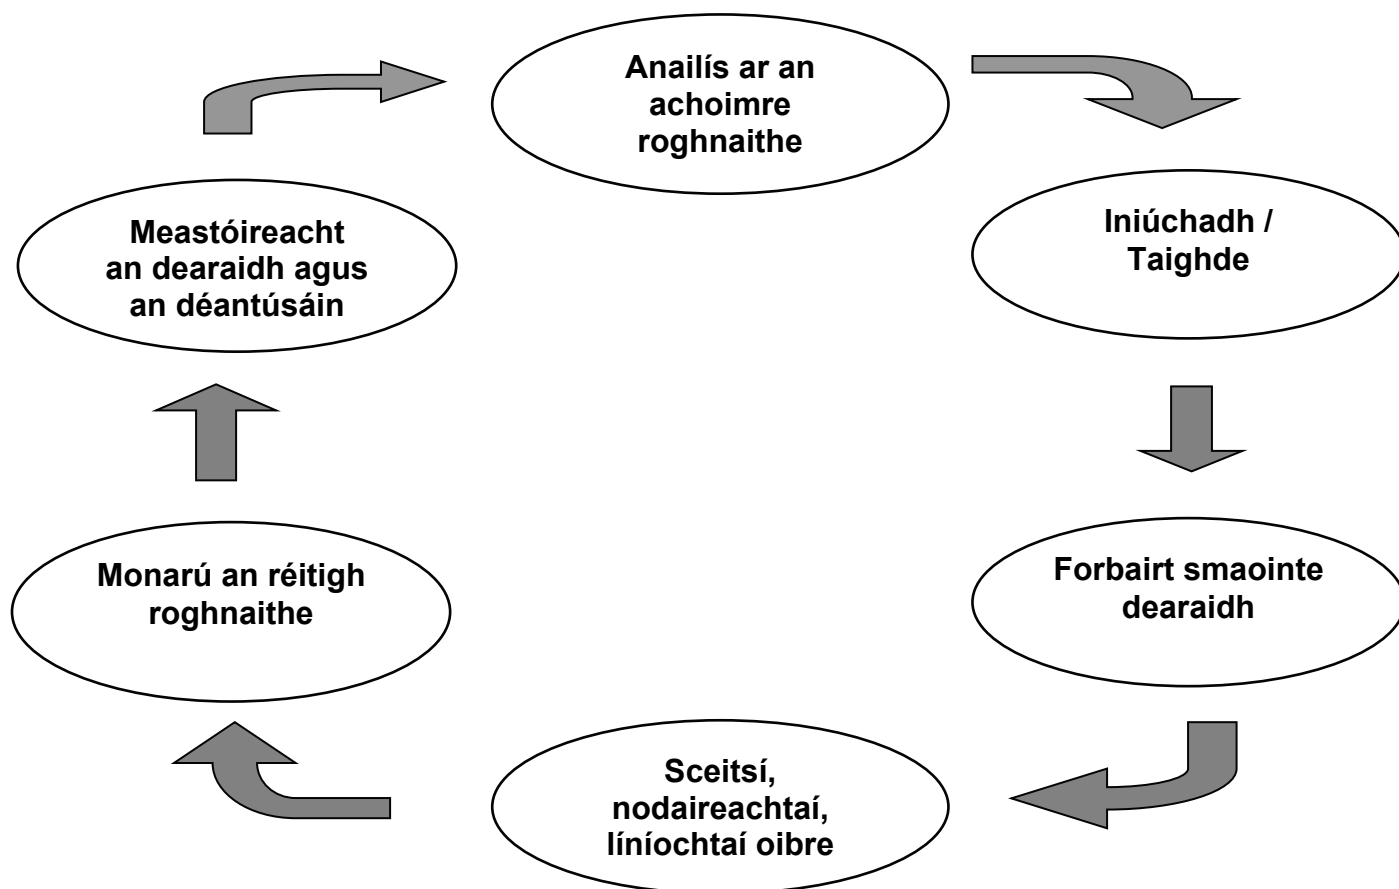 Anailís ar an
achoimre
roghnaithe
Iniúchadh /
Taighde
Forbairt smaointe
dearaidh
Sceitsí,
nodaireachtaí,
líníochtaí oibre
Monarú an réitigh
roghnaithe
Meastóireacht
an dearaidh agus
an déantúsáin